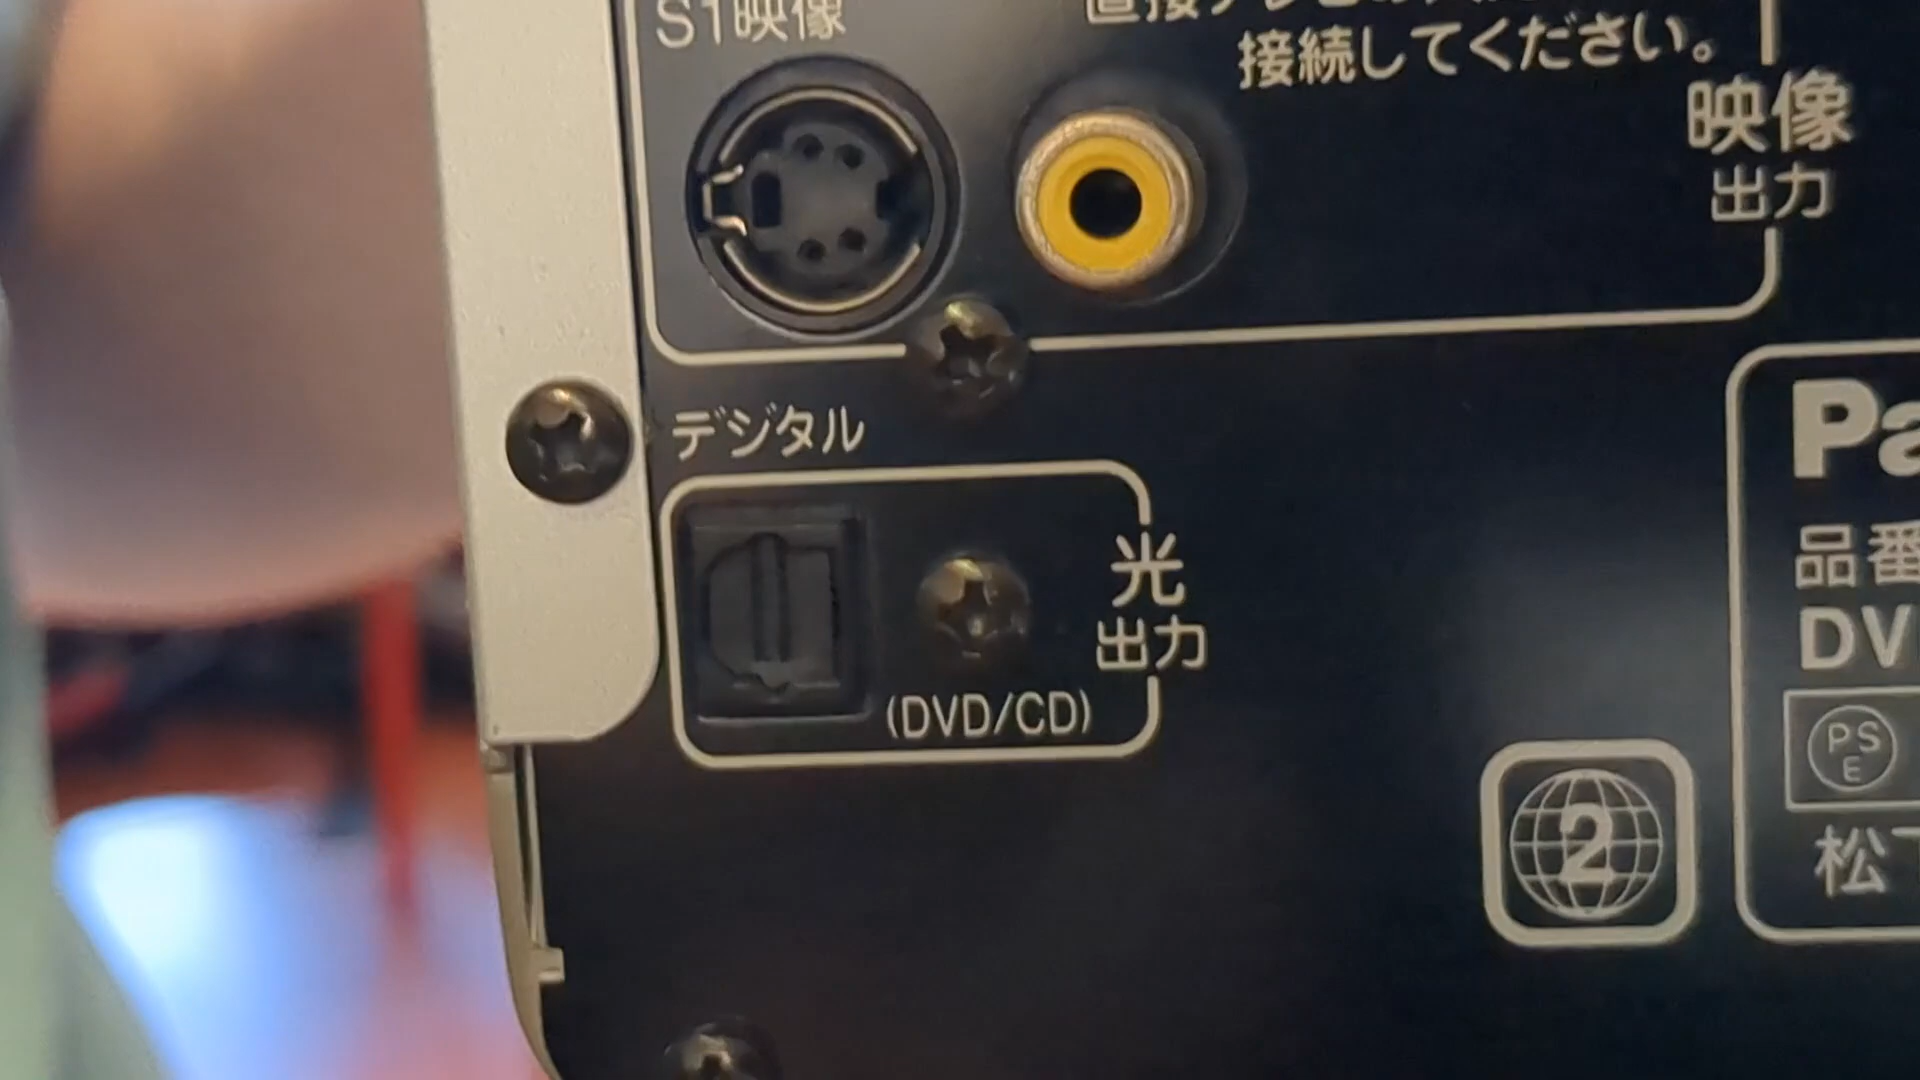 S1映像
接続してください。
映像
出力
デジタル
光
出力
(DVD/CD)
2
Pa
品番
DV
PS
E
松